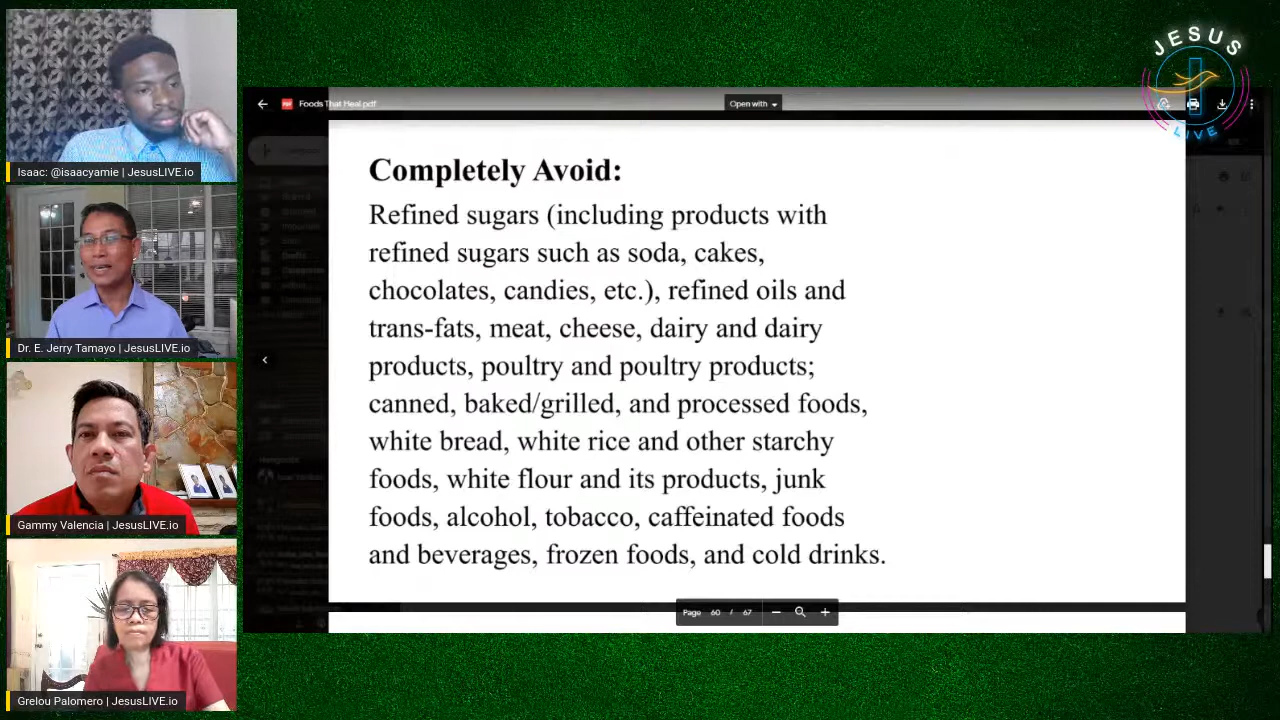 JESUS
LIVE
Isaac: @isaacyamie | JesusLIVE.io
Dr. E. Jerry Tamayo | JesusLIVE.io
Gammy Valencia | JesusLIVE.io
Grelou Palomero | JesusLIVE.io
PDF Foods That Heal.pdf
Open with
Completely Avoid:
Refined sugars (including products with
refined sugars such as soda, cakes,
chocolates, candies, etc.), refined oils and
trans-fats, meat, cheese, dairy and dairy
products, poultry and poultry products;
canned, baked/grilled, and processed foods,
white bread, white rice and other starchy
foods, white flour and its products, junk
foods, alcohol, tobacco, caffeinated foods
and beverages, frozen foods, and cold drinks.
Page 60 / 67